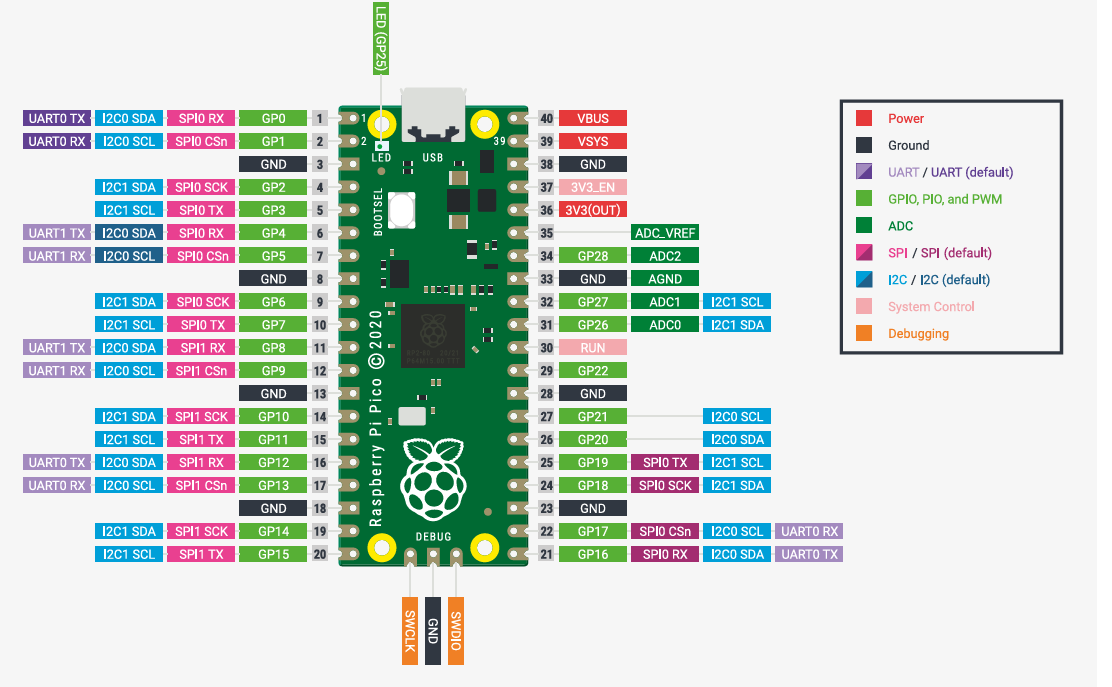 LED (GP25)
UART0 TX I2C0 SDA SPI0 RX GP0 1 1 40 VBUS
UART0 RX I2C0 SCL SPI0 CSn GP1 2 2 39 39 VSYS
LED USB
GND 3 38 GND
I2C1 SDA SPI0 SCK GP2 4 37 3V3_EN
I2C1 SCL SPI0 TX GP3 5 36 3V3(OUT)
BOOTSEL
UART1 TX I2C0 SDA SPI0 RX GP4 6 35 ADC_VREF
UART1 RX I2C0 SCL SPI0 CSn GP5 7 34 GP28 ADC2
GND 8 33 GND AGND
I2C1 SDA SPI0 SCK GP6 9 32 GP27 ADC1 I2C1 SCL
I2C1 SCL SPI0 TX GP7 10 31 GP26 ADC0 I2C1 SDA
UART1 TX I2C0 SDA SPI1 RX GP8 11 30 RUN
UART1 RX I2C0 SCL SPI1 CSn GP9 12 29 GP22
GND 13 28 GND
I2C1 SDA SPI1 SCK GP10 14 27 GP21 I2C0 SCL
I2C1 SCL SPI1 TX GP11 15 26 GP20 I2C0 SDA
UART0 TX I2C0 SDA SPI1 RX GP12 16 25 GP19 SPI0 TX I2C1 SCL
UART0 RX I2C0 SCL SPI1 CSn GP13 17 24 GP18 SPI0 SCK I2C1 SDA
GND 18 23 GND
I2C1 SDA SPI1 SCK GP14 19 22 GP17 SPI0 CSn I2C0 SCL UART0 RX
I2C1 SCL SPI1 TX GP15 20 21 GP16 SPI0 RX I2C0 SDA UART0 TX
Raspberry Pi Pico © 2020
DEBUG
SWCLK
GND
SWDIO
Power
Ground
UART / UART (default)
GPIO, PIO, and PWM
ADC
SPI / SPI (default)
I2C / I2C (default)
System Control
Debugging